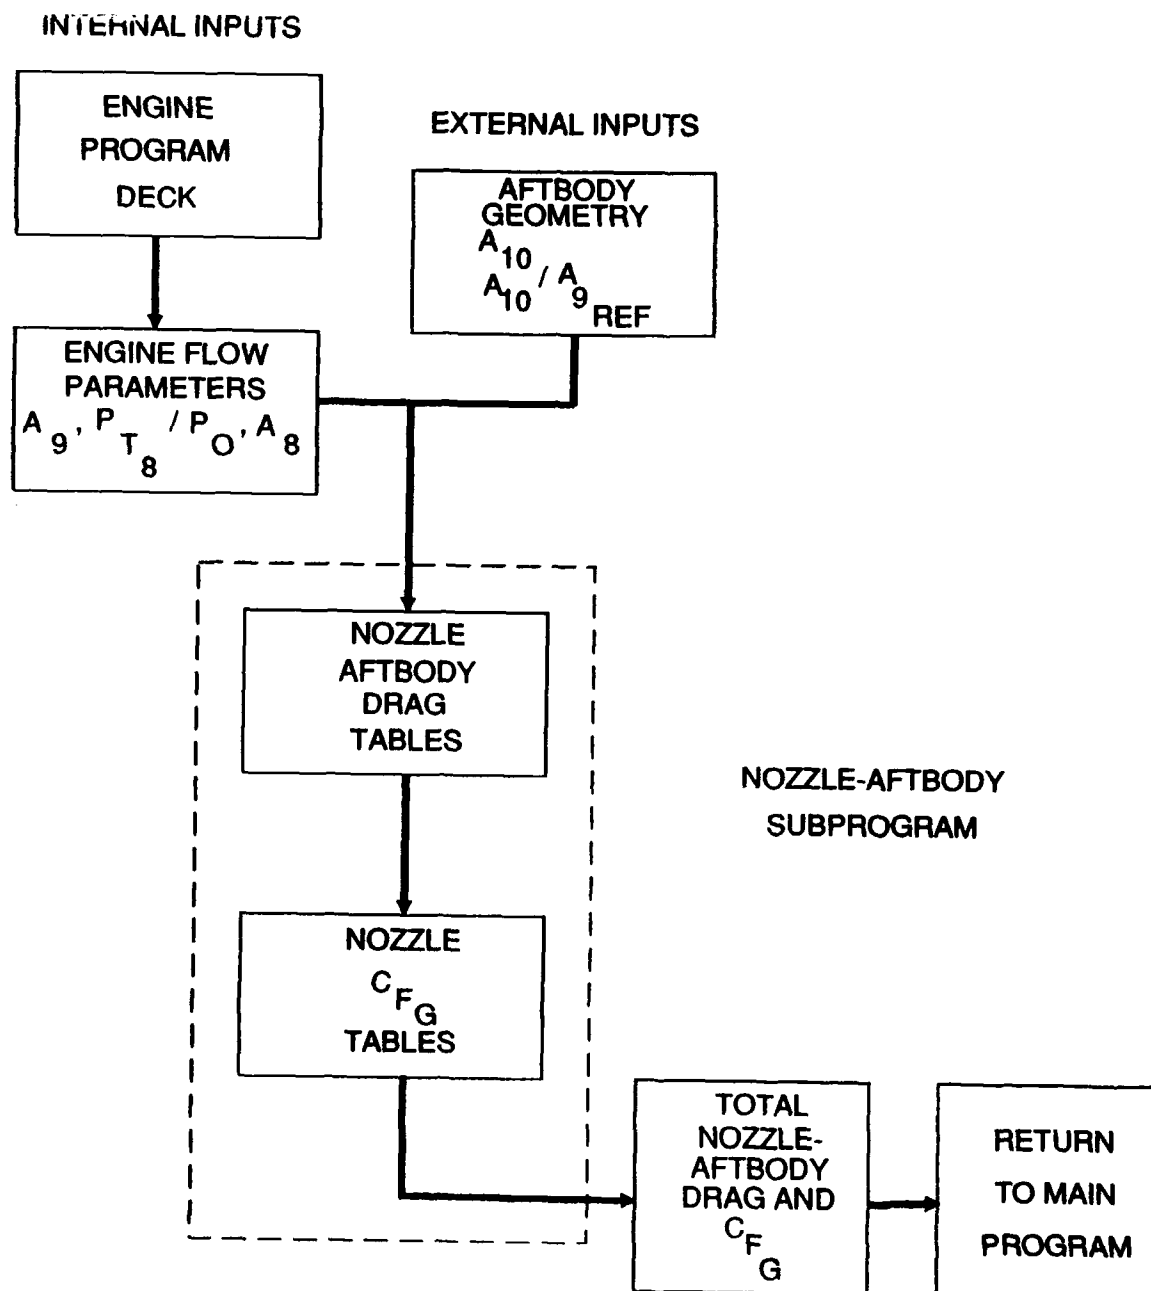 INTERNAL INPUTS
ENGINE
PROGRAM
DECK
EXTERNAL INPUTS
AFTBODY
GEOMETRY
A10
A10 / A9 REF
ENGINE FLOW
PARAMETERS
A9, PT8 / PO, A8
NOZZLE
AFTBODY
DRAG
TABLES
NOZZLE-AFTBODY
SUBPROGRAM
NOZZLE
CFG
TABLES
TOTAL
NOZZLE-
AFTBODY
DRAG AND
CFG
RETURN
TO MAIN
PROGRAM